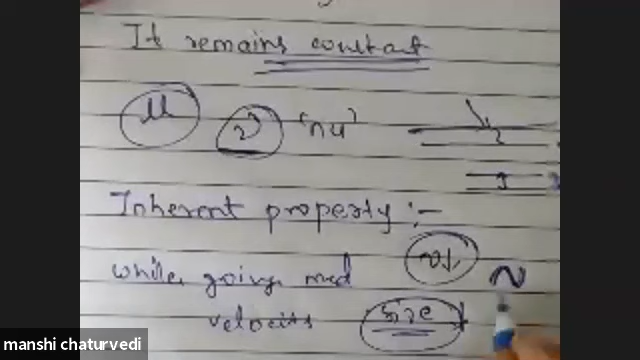 It remains constant
μ ν 'nu'
Inherent property :-
while going med
velocity size
manshi chaturvedi